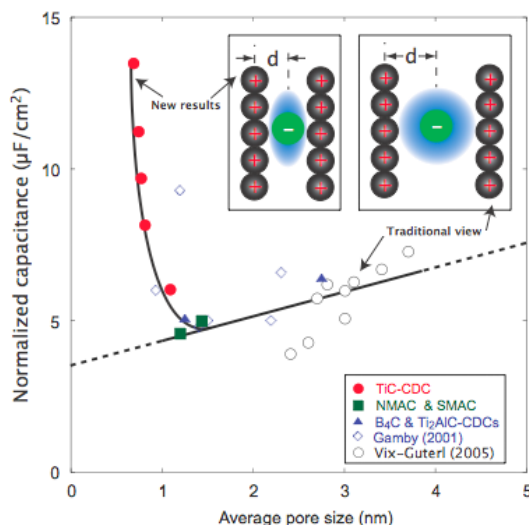 15
10
5
0
0
1
2
3
4
5
Normalized capacitance (µF/cm²)
Average pore size (nm)
New results
d
d
Traditional view
TiC-CDC
NMAC & SMAC
B₄C & Ti₂AlC-CDCs
Gamby (2001)
Vix-Guterl (2005)